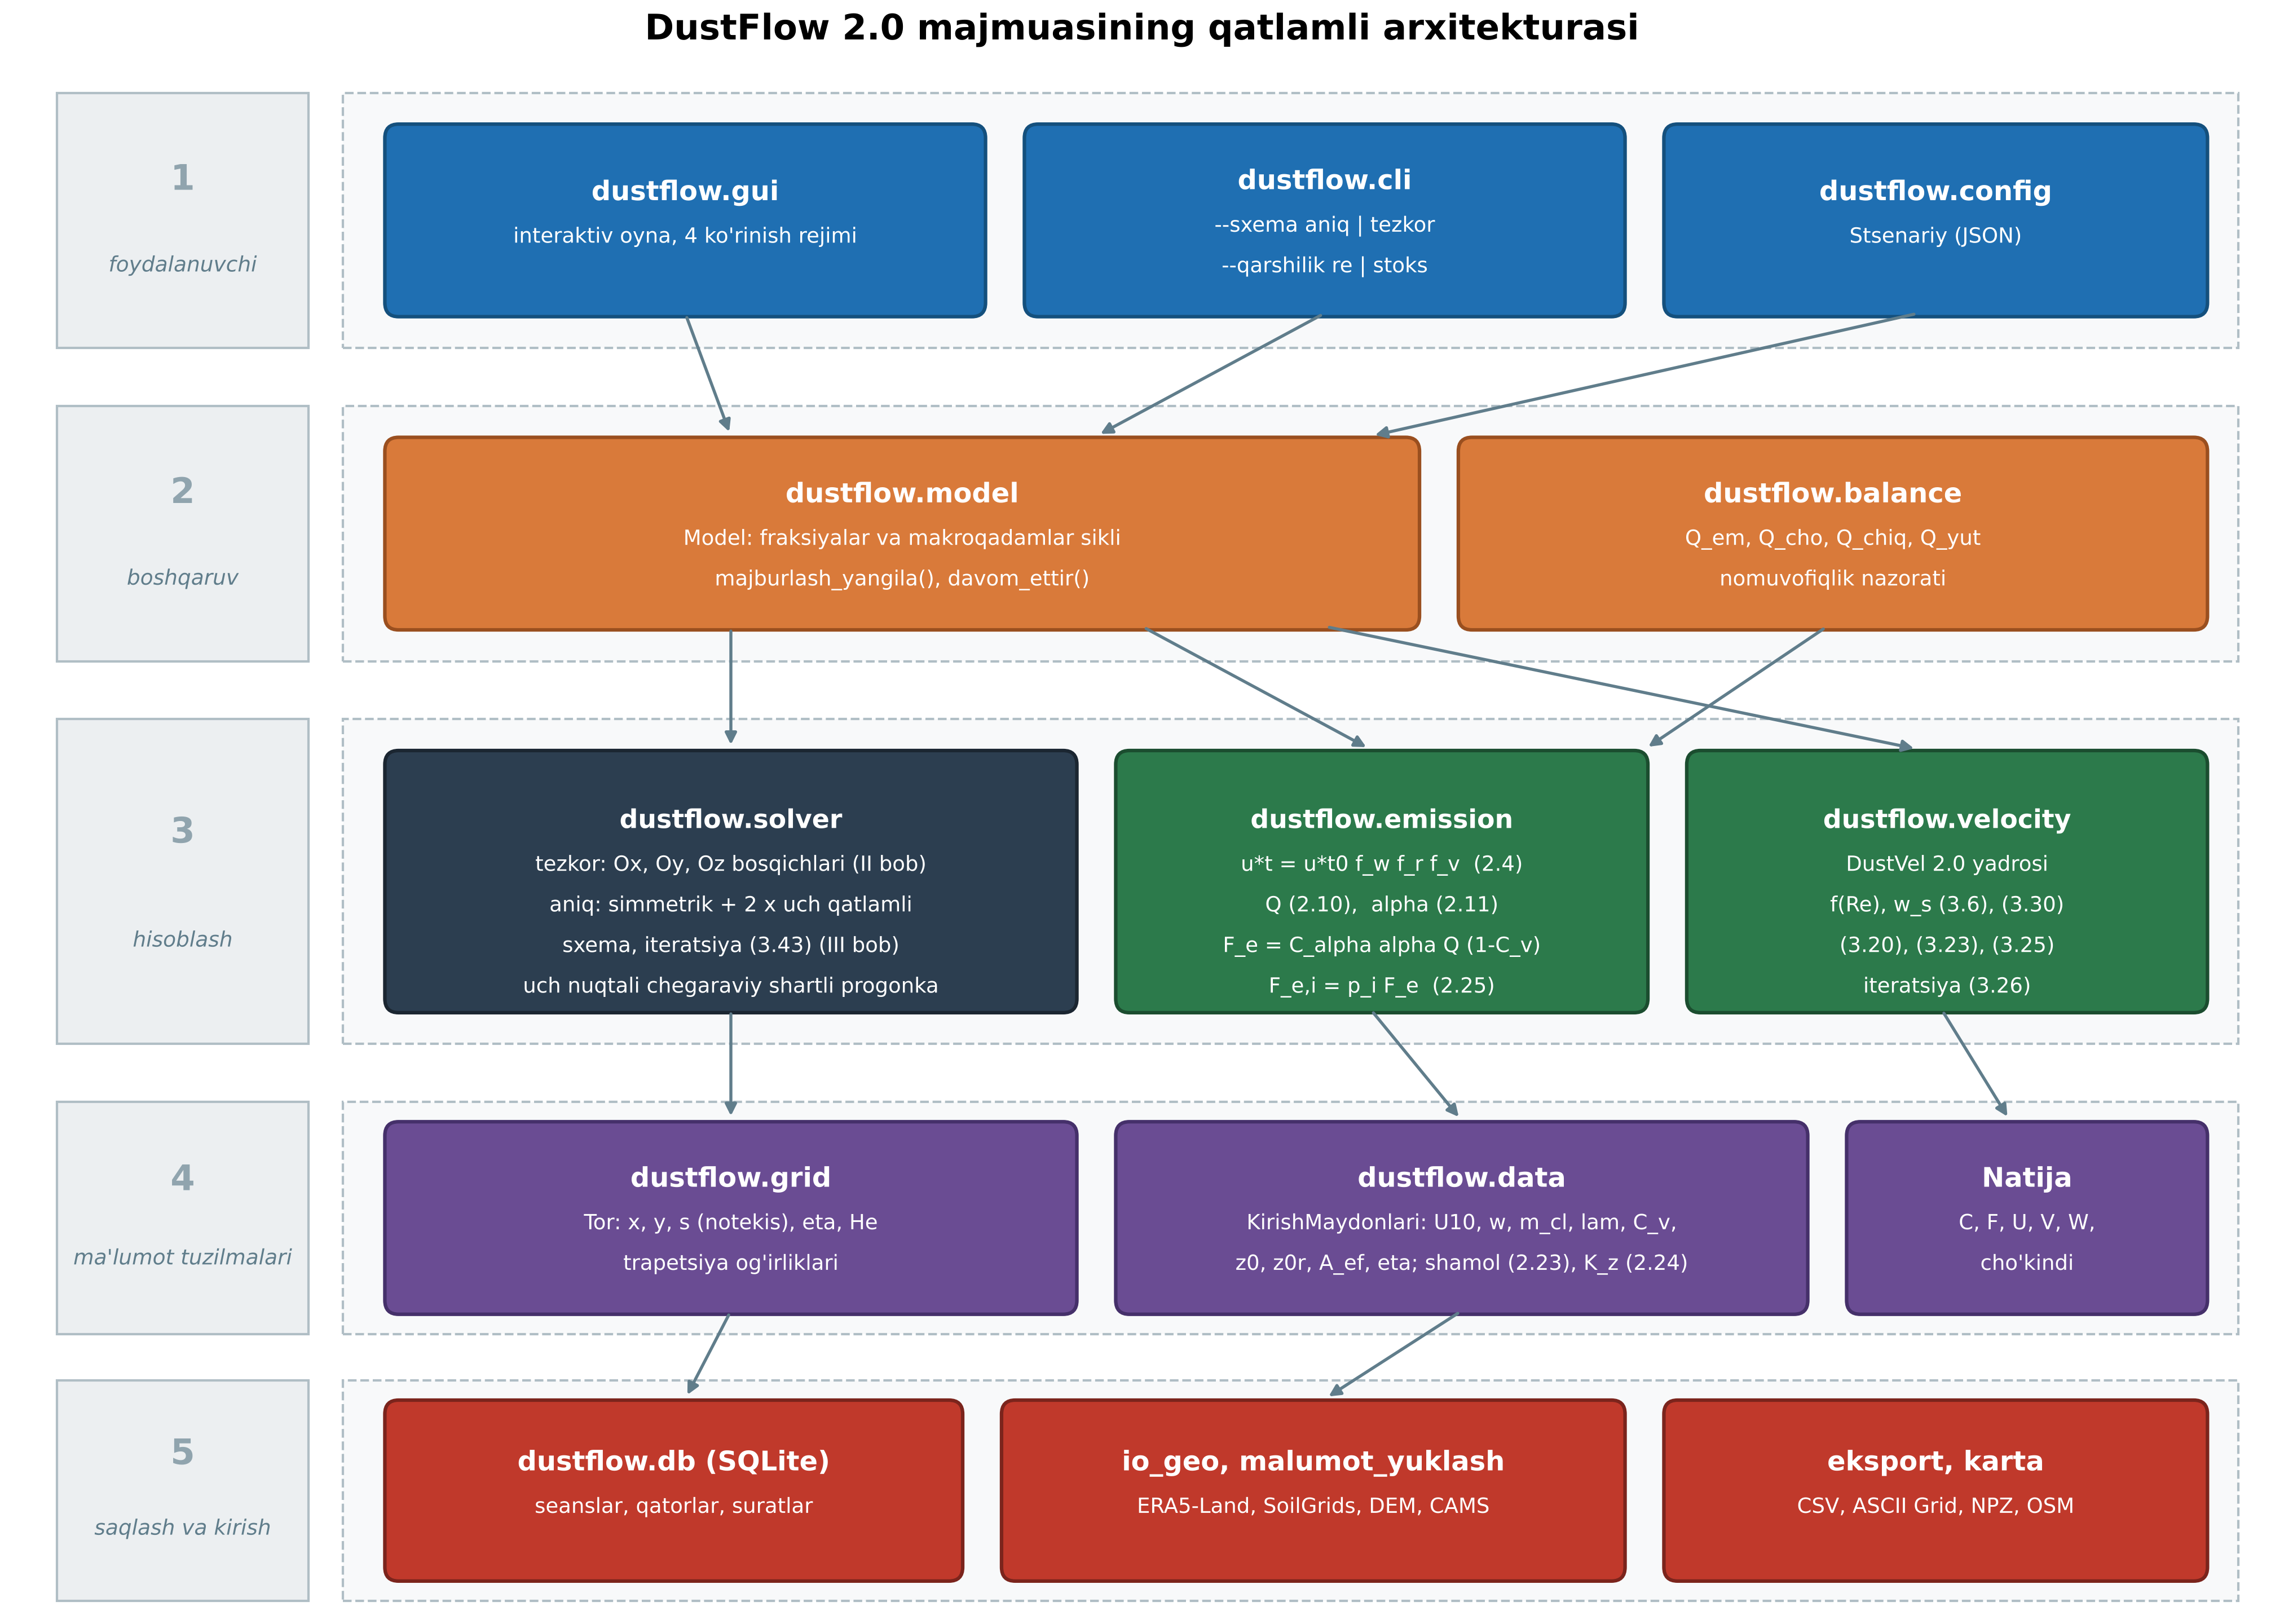 DustFlow 2.0 majmuasining qatlamli arxitekturasi
1
foydalanuvchi
dustflow.gui
interaktiv oyna, 4 ko'rinish rejimi
dustflow.cli
--sxema aniq | tezkor
--qarshilik re | stoks
dustflow.config
Stsenariy (JSON)
2
boshqaruv
dustflow.model
Model: fraksiyalar va makroqadamlar sikli
majburlash_yangila(), davom_ettir()
dustflow.balance
Q_em, Q_cho, Q_chiq, Q_yut
nomuvofiqlik nazorati
3
hisoblash
dustflow.solver
tezkor: Ox, Oy, Oz bosqichlari (II bob)
aniq: simmetrik + 2 x uch qatlamli
sxema, iteratsiya (3.43) (III bob)
uch nuqtali chegaraviy shartli progonka
dustflow.emission
u*t = u*t0 f_w f_r f_v  (2.4)
Q (2.10),  alpha (2.11)
F_e = C_alpha alpha Q (1-C_v)
F_e,i = p_i F_e  (2.25)
dustflow.velocity
DustVel 2.0 yadrosi
f(Re), w_s (3.6), (3.30)
(3.20), (3.23), (3.25)
iteratsiya (3.26)
4
ma'lumot tuzilmalari
dustflow.grid
Tor: x, y, s (notekis), eta, He
trapetsiya og'irliklari
dustflow.data
KirishMaydonlari: U10, w, m_cl, lam, C_v,
z0, z0r, A_ef, eta; shamol (2.23), K_z (2.24)
Natija
C, F, U, V, W,
cho'kindi
5
saqlash va kirish
dustflow.db (SQLite)
seanslar, qatorlar, suratlar
io_geo, malumot_yuklash
ERA5-Land, SoilGrids, DEM, CAMS
eksport, karta
CSV, ASCII Grid, NPZ, OSM